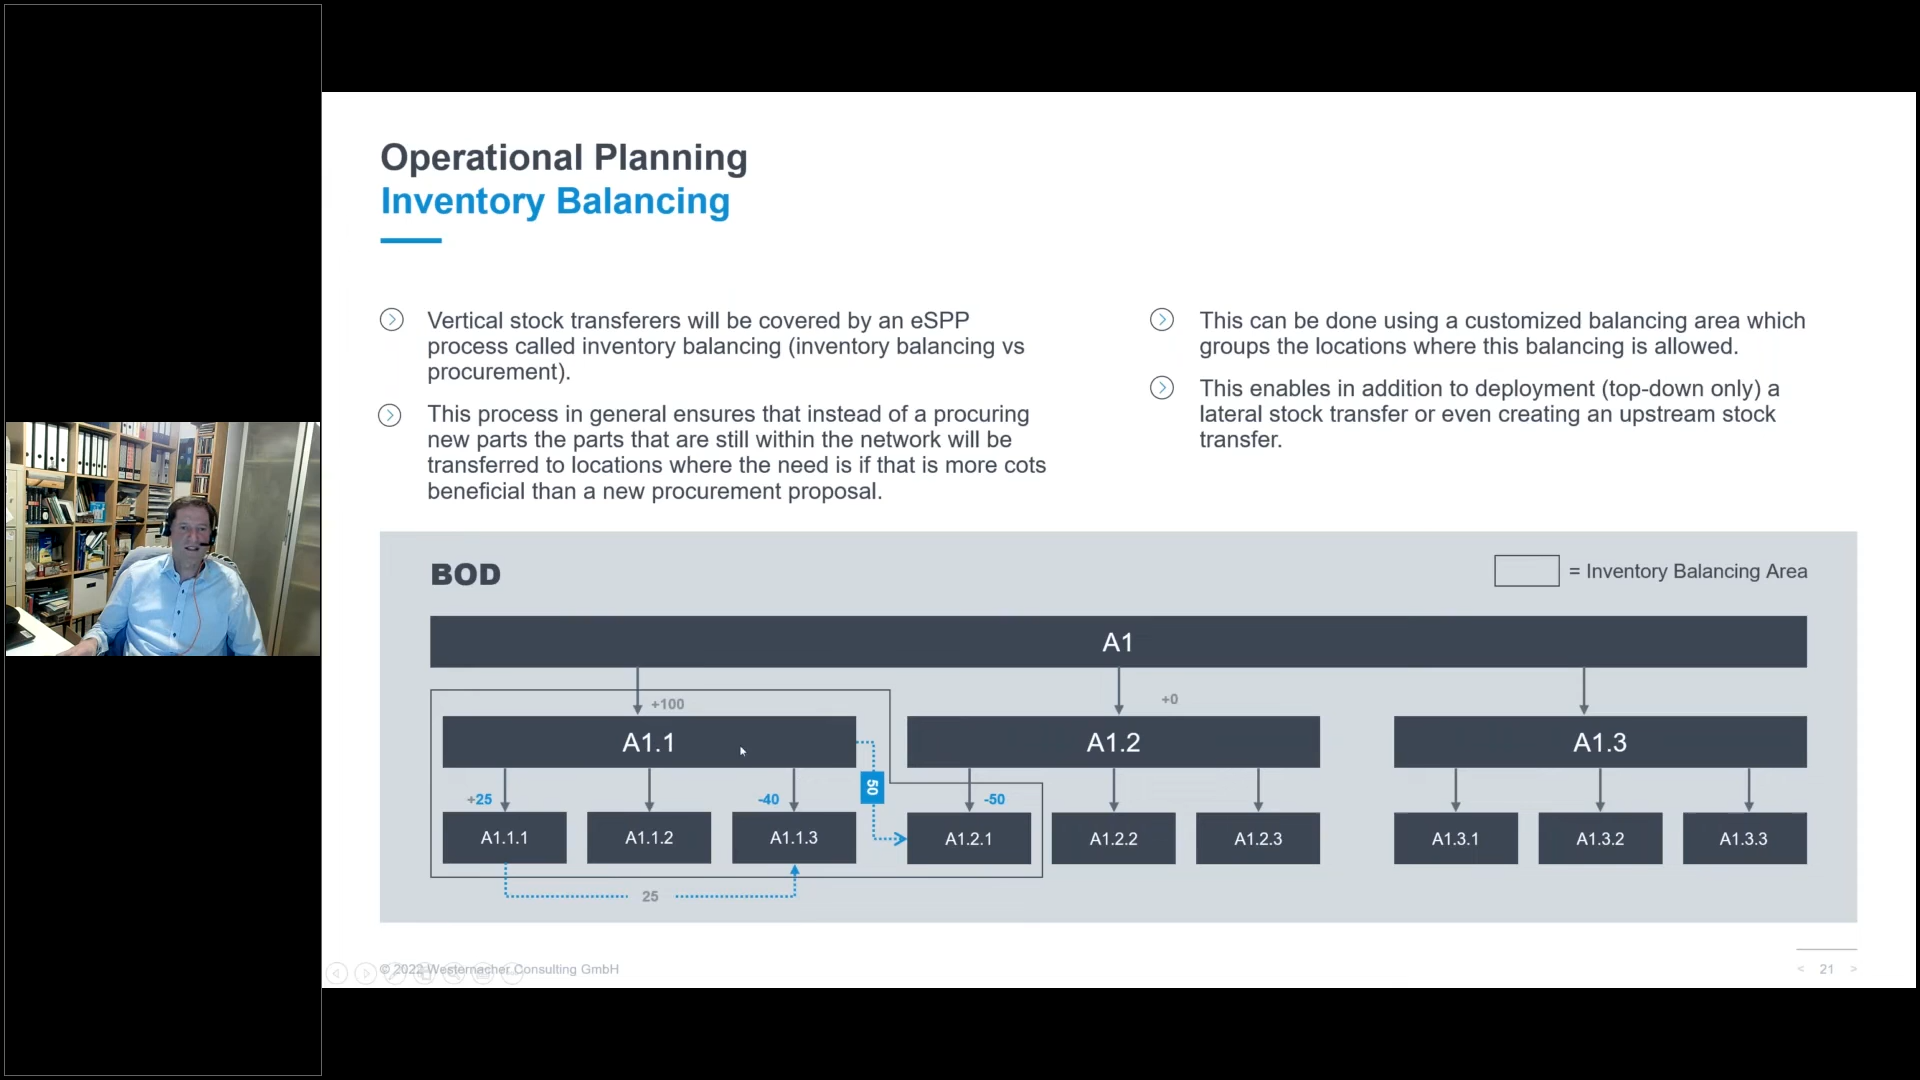 Operational Planning
Inventory Balancing
Vertical stock transferers will be covered by an eSPP
process called inventory balancing (inventory balancing vs
procurement).
This process in general ensures that instead of a procuring
new parts the parts that are still within the network will be
transferred to locations where the need is if that is more cots
beneficial than a new procurement proposal.
This can be done using a customized balancing area which
groups the locations where this balancing is allowed.
This enables in addition to deployment (top-down only) a
lateral stock transfer or even creating an upstream stock
transfer.
BOD
= Inventory Balancing Area
A1
+100
+0
A1.1
A1.2
A1.3
+25
-40
50
-50
A1.1.1
A1.1.2
A1.1.3
A1.2.1
A1.2.2
A1.2.3
A1.3.1
A1.3.2
A1.3.3
25
© 2022 Westernacher Consulting GmbH
< 21 >